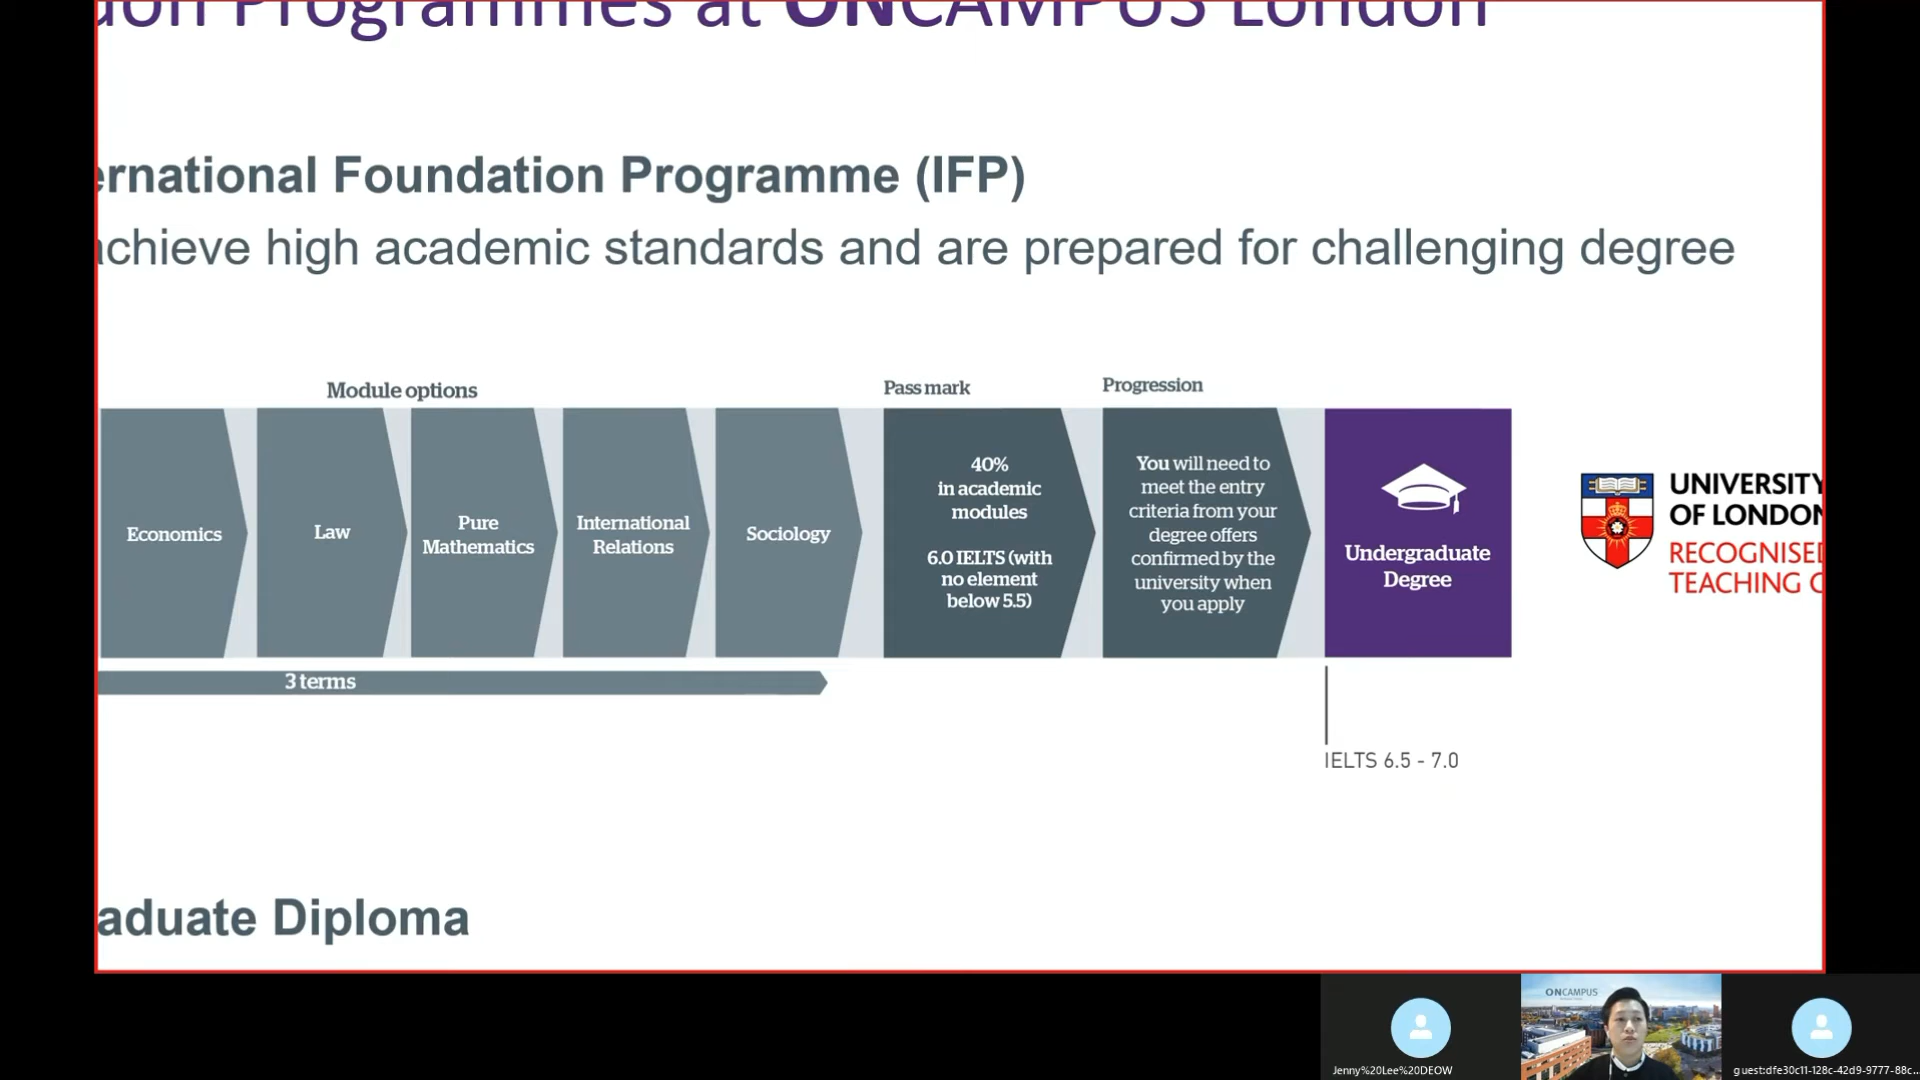 don Programmes at ONCAMPUS London
ernational Foundation Programme (IFP)
achieve high academic standards and are prepared for challenging degree
Module options
Pass mark
Progression
Economics
Law
Pure
Mathematics
International
Relations
Sociology
40%
in academic
modules
6.0 IELTS (with
no element
below 5.5)
You will need to
meet the entry
criteria from your
degree offers
confirmed by the
university when
you apply
Undergraduate
Degree
UNIVERSITY
OF LONDON
RECOGNISED
TEACHING C
3 terms
IELTS 6.5 - 7.0
aduate Diploma
ONCAMPUS
Jenny%20Lee%20DEOW
guest:dfe30c11-128c-42d9-9777-88c...